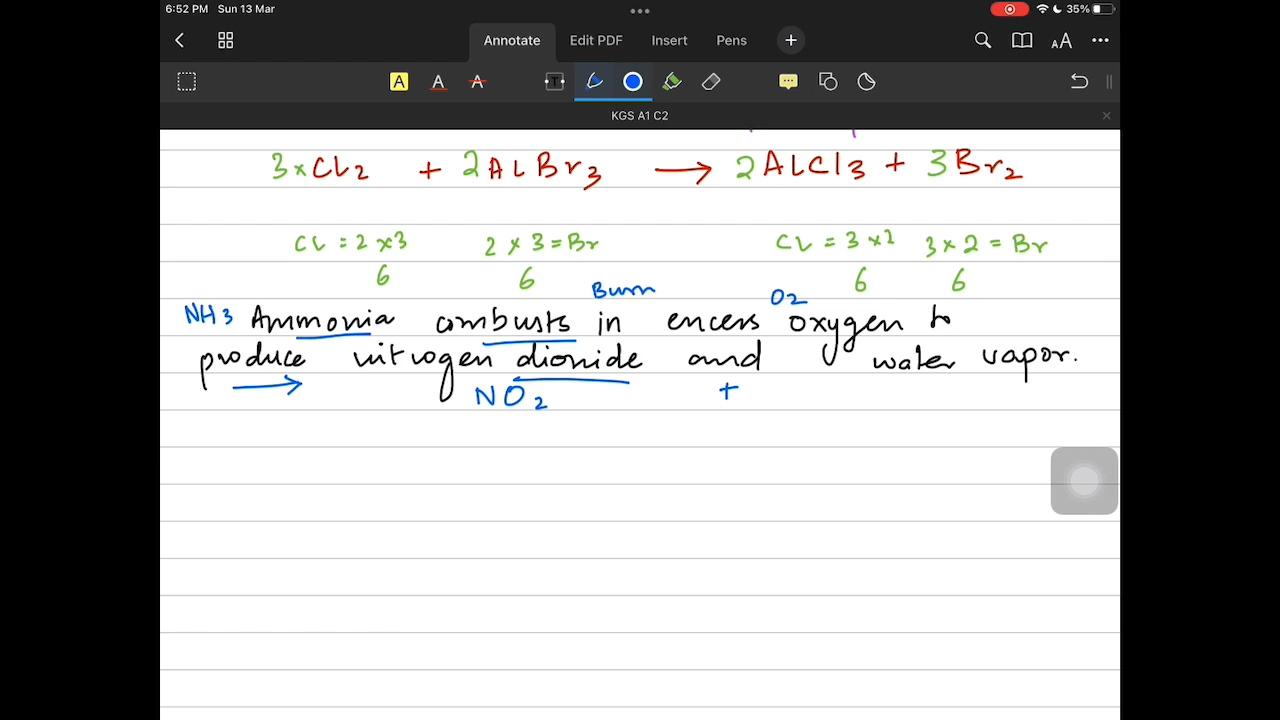 6:52 PM Sun 13 Mar 35%
Annotate Edit PDF Insert Pens
KGS A1 C2
3×Cl2 + 2AlBr3 → 2AlCl3 + 3Br2
Cl = 2×3 2×3 = Br Cl = 3×2 3×2 = Br
6 6 6 6
Burn O2
NH3 Ammonia combusts in excess oxygen to
produce nitrogen dioxide and water vapor.
→ NO2 +